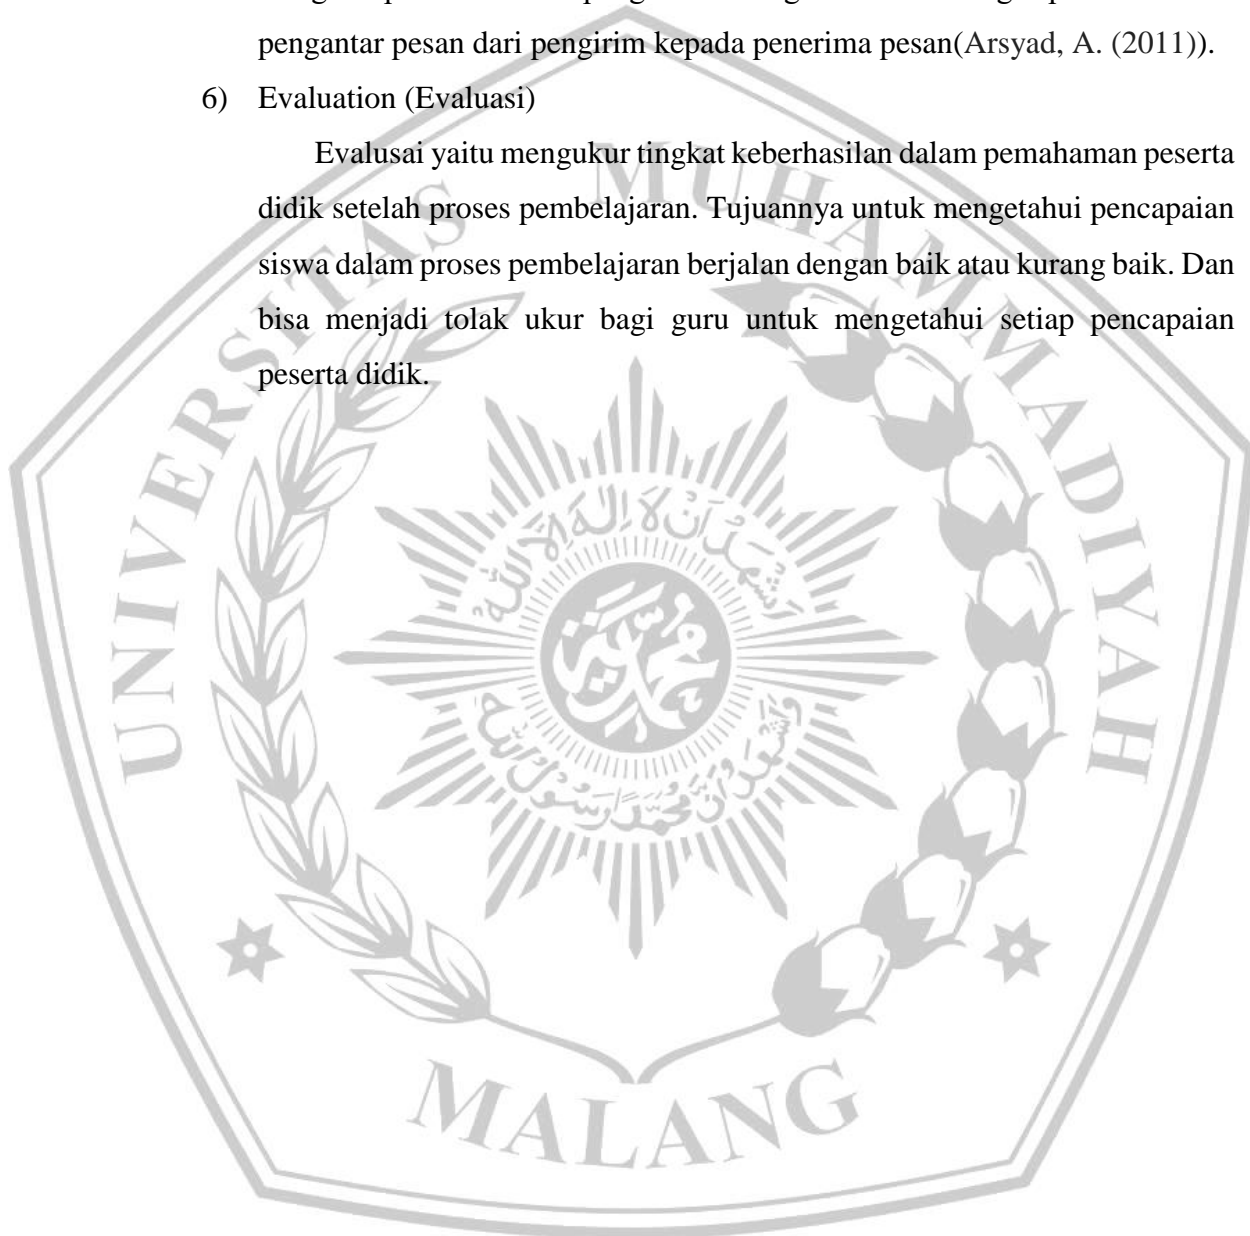 pengantar pesan dari pengirim kepada penerima pesan(Arsyad, A. (2011)).
6) Evaluation (Evaluasi)
Evalusai yaitu mengukur tingkat keberhasilan dalam pemahaman peserta
didik setelah proses pembelajaran. Tujuannya untuk mengetahui pencapaian
siswa dalam proses pembelajaran berjalan dengan baik atau kurang baik. Dan
bisa menjadi tolak ukur bagi guru untuk mengetahui setiap pencapaian
peserta didik.
UNIVERSITAS MUHAMMADIYAH
MALANG